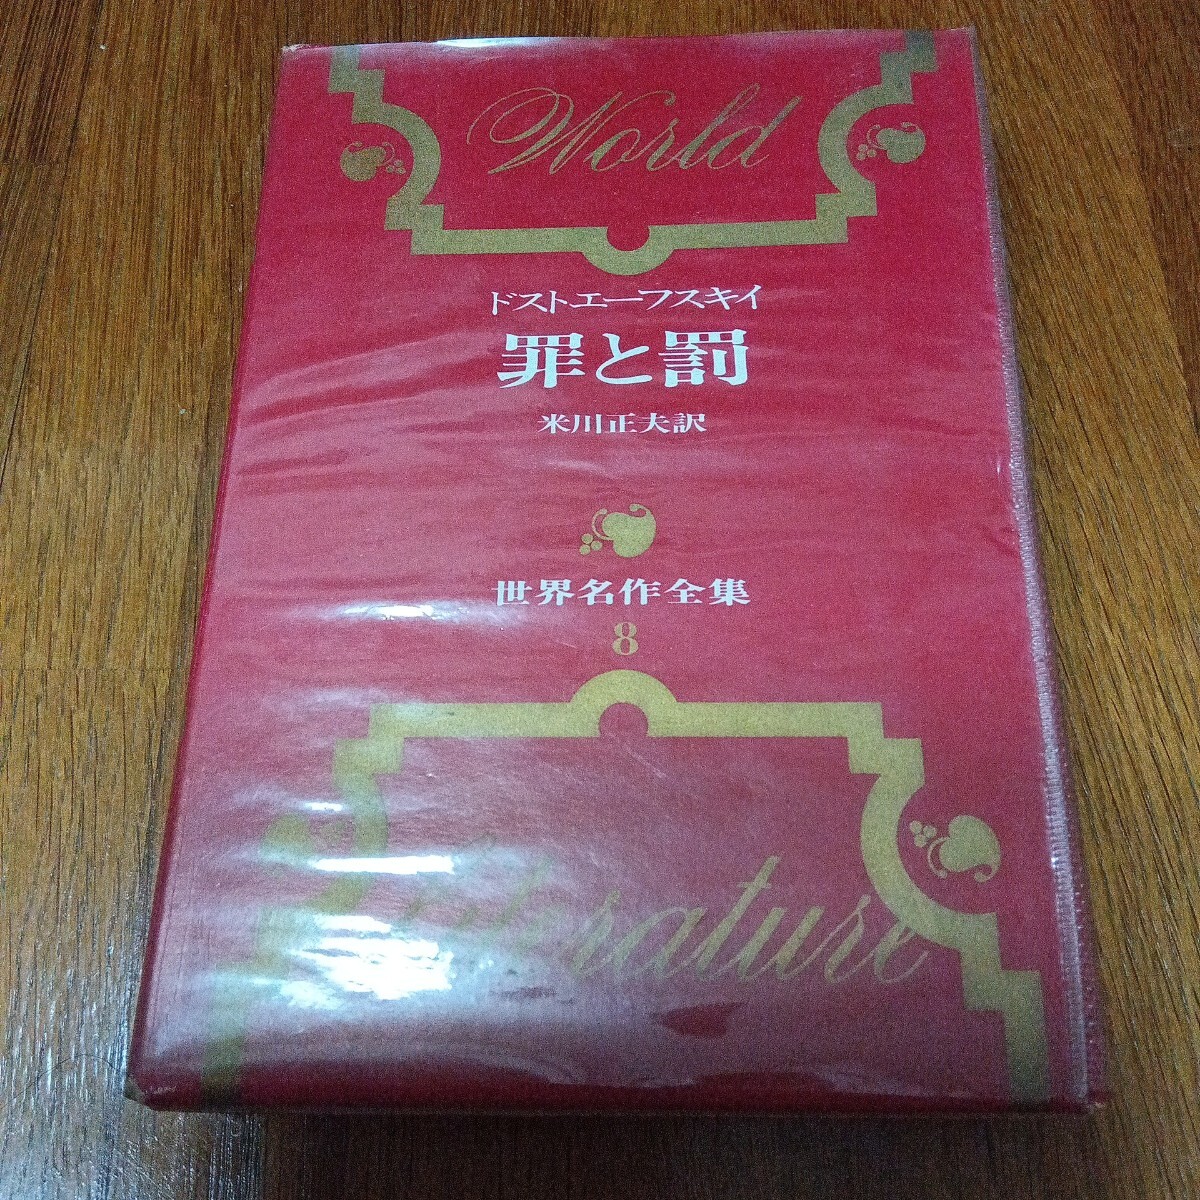 World
ドストエーフスキイ
罪と罰
米川正夫訳
世界名作全集
8
Literature